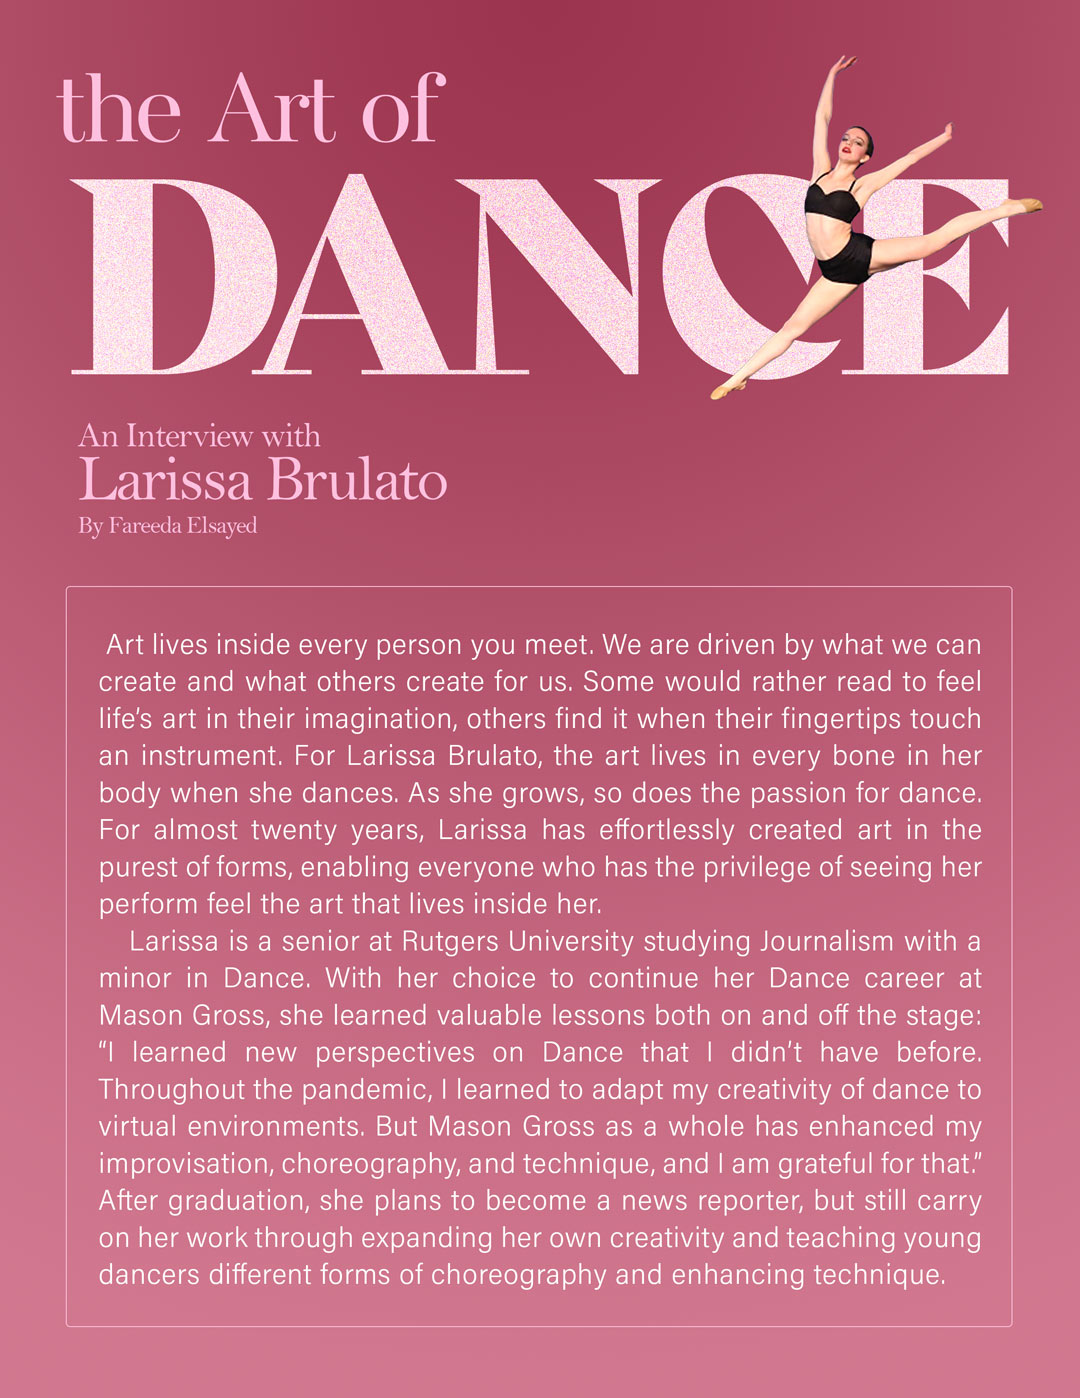 the Art of
DANCE
An Interview with
Larissa Brulato
By Fareeda Elsayed
Art lives inside every person you meet. We are driven by what we can
create and what others create for us. Some would rather read to feel
life’s art in their imagination, others find it when their fingertips touch
an instrument. For Larissa Brulato, the art lives in every bone in her
body when she dances. As she grows, so does the passion for dance.
For almost twenty years, Larissa has effortlessly created art in the
purest of forms, enabling everyone who has the privilege of seeing her
perform feel the art that lives inside her.
Larissa is a senior at Rutgers University studying Journalism with a
minor in Dance. With her choice to continue her Dance career at
Mason Gross, she learned valuable lessons both on and off the stage:
“I learned new perspectives on Dance that I didn’t have before.
Throughout the pandemic, I learned to adapt my creativity of dance to
virtual environments. But Mason Gross as a whole has enhanced my
improvisation, choreography, and technique, and I am grateful for that.”
After graduation, she plans to become a news reporter, but still carry
on her work through expanding her own creativity and teaching young
dancers different forms of choreography and enhancing technique.